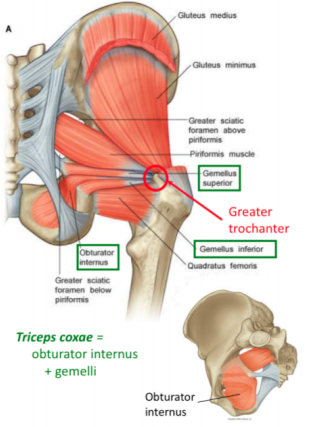 A
Gluteus medius
Gluteus minimus
Greater sciatic
foramen above
piriformis
Piriformis muscle
Gemellus
superior
Greater
trochanter
Gemellus inferior
Obturator
internus
Quadratus femoris
Greater sciatic
foramen below
piriformis
Triceps coxae =
obturator internus
+ gemelli
Obturator
internus